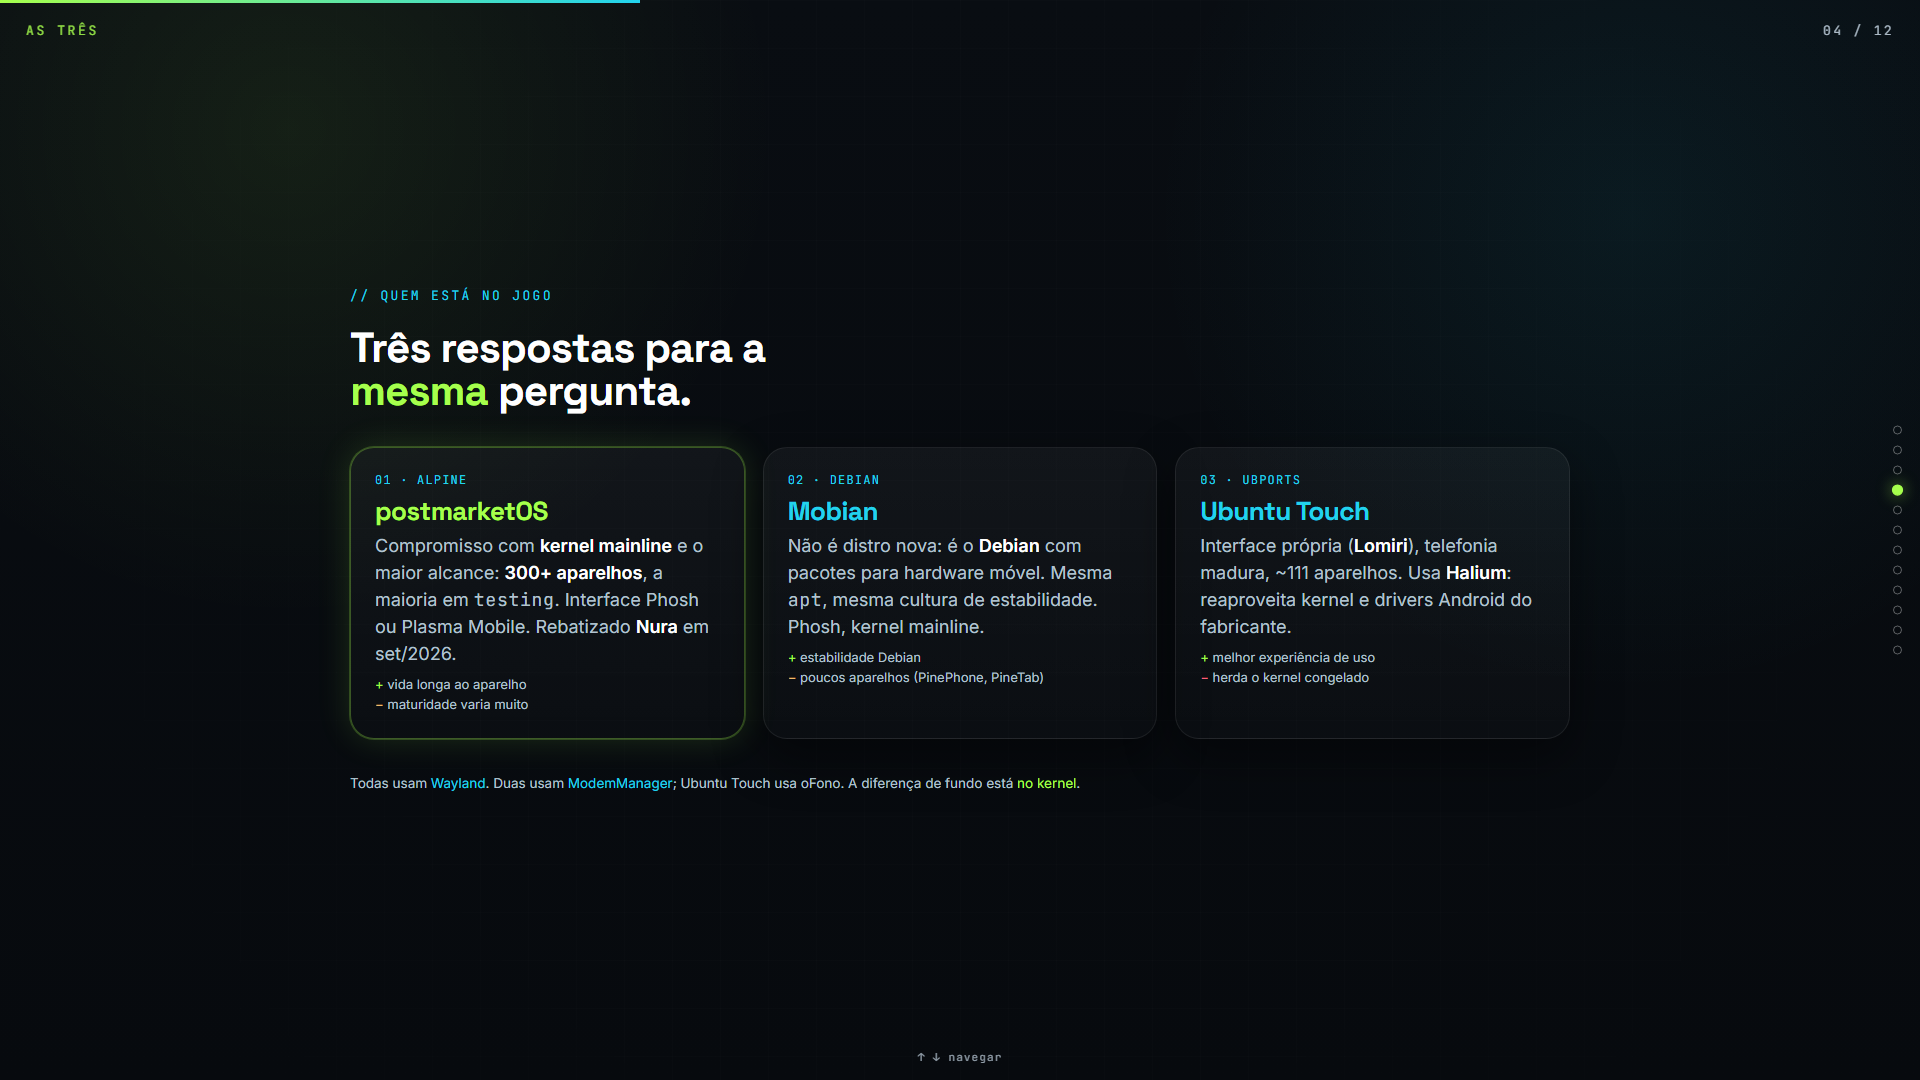 AS TRÊS
04 / 12
// QUEM ESTÁ NO JOGO
Três respostas para a
mesma pergunta.
01 · ALPINE
postmarketOS
Compromisso com kernel mainline e o
maior alcance: 300+ aparelhos, a
maioria em testing. Interface Phosh
ou Plasma Mobile. Rebatizado Nura em
set/2026.
+ vida longa ao aparelho
− maturidade varia muito
02 · DEBIAN
Mobian
Não é distro nova: é o Debian com
pacotes para hardware móvel. Mesma
apt, mesma cultura de estabilidade.
Phosh, kernel mainline.
+ estabilidade Debian
− poucos aparelhos (PinePhone, PineTab)
03 · UBPORTS
Ubuntu Touch
Interface própria (Lomiri), telefonia
madura, ~111 aparelhos. Usa Halium:
reaproveita kernel e drivers Android do
fabricante.
+ melhor experiência de uso
− herda o kernel congelado
Todas usam Wayland. Duas usam ModemManager; Ubuntu Touch usa oFono. A diferença de fundo está no kernel.
↑ ↓ navegar